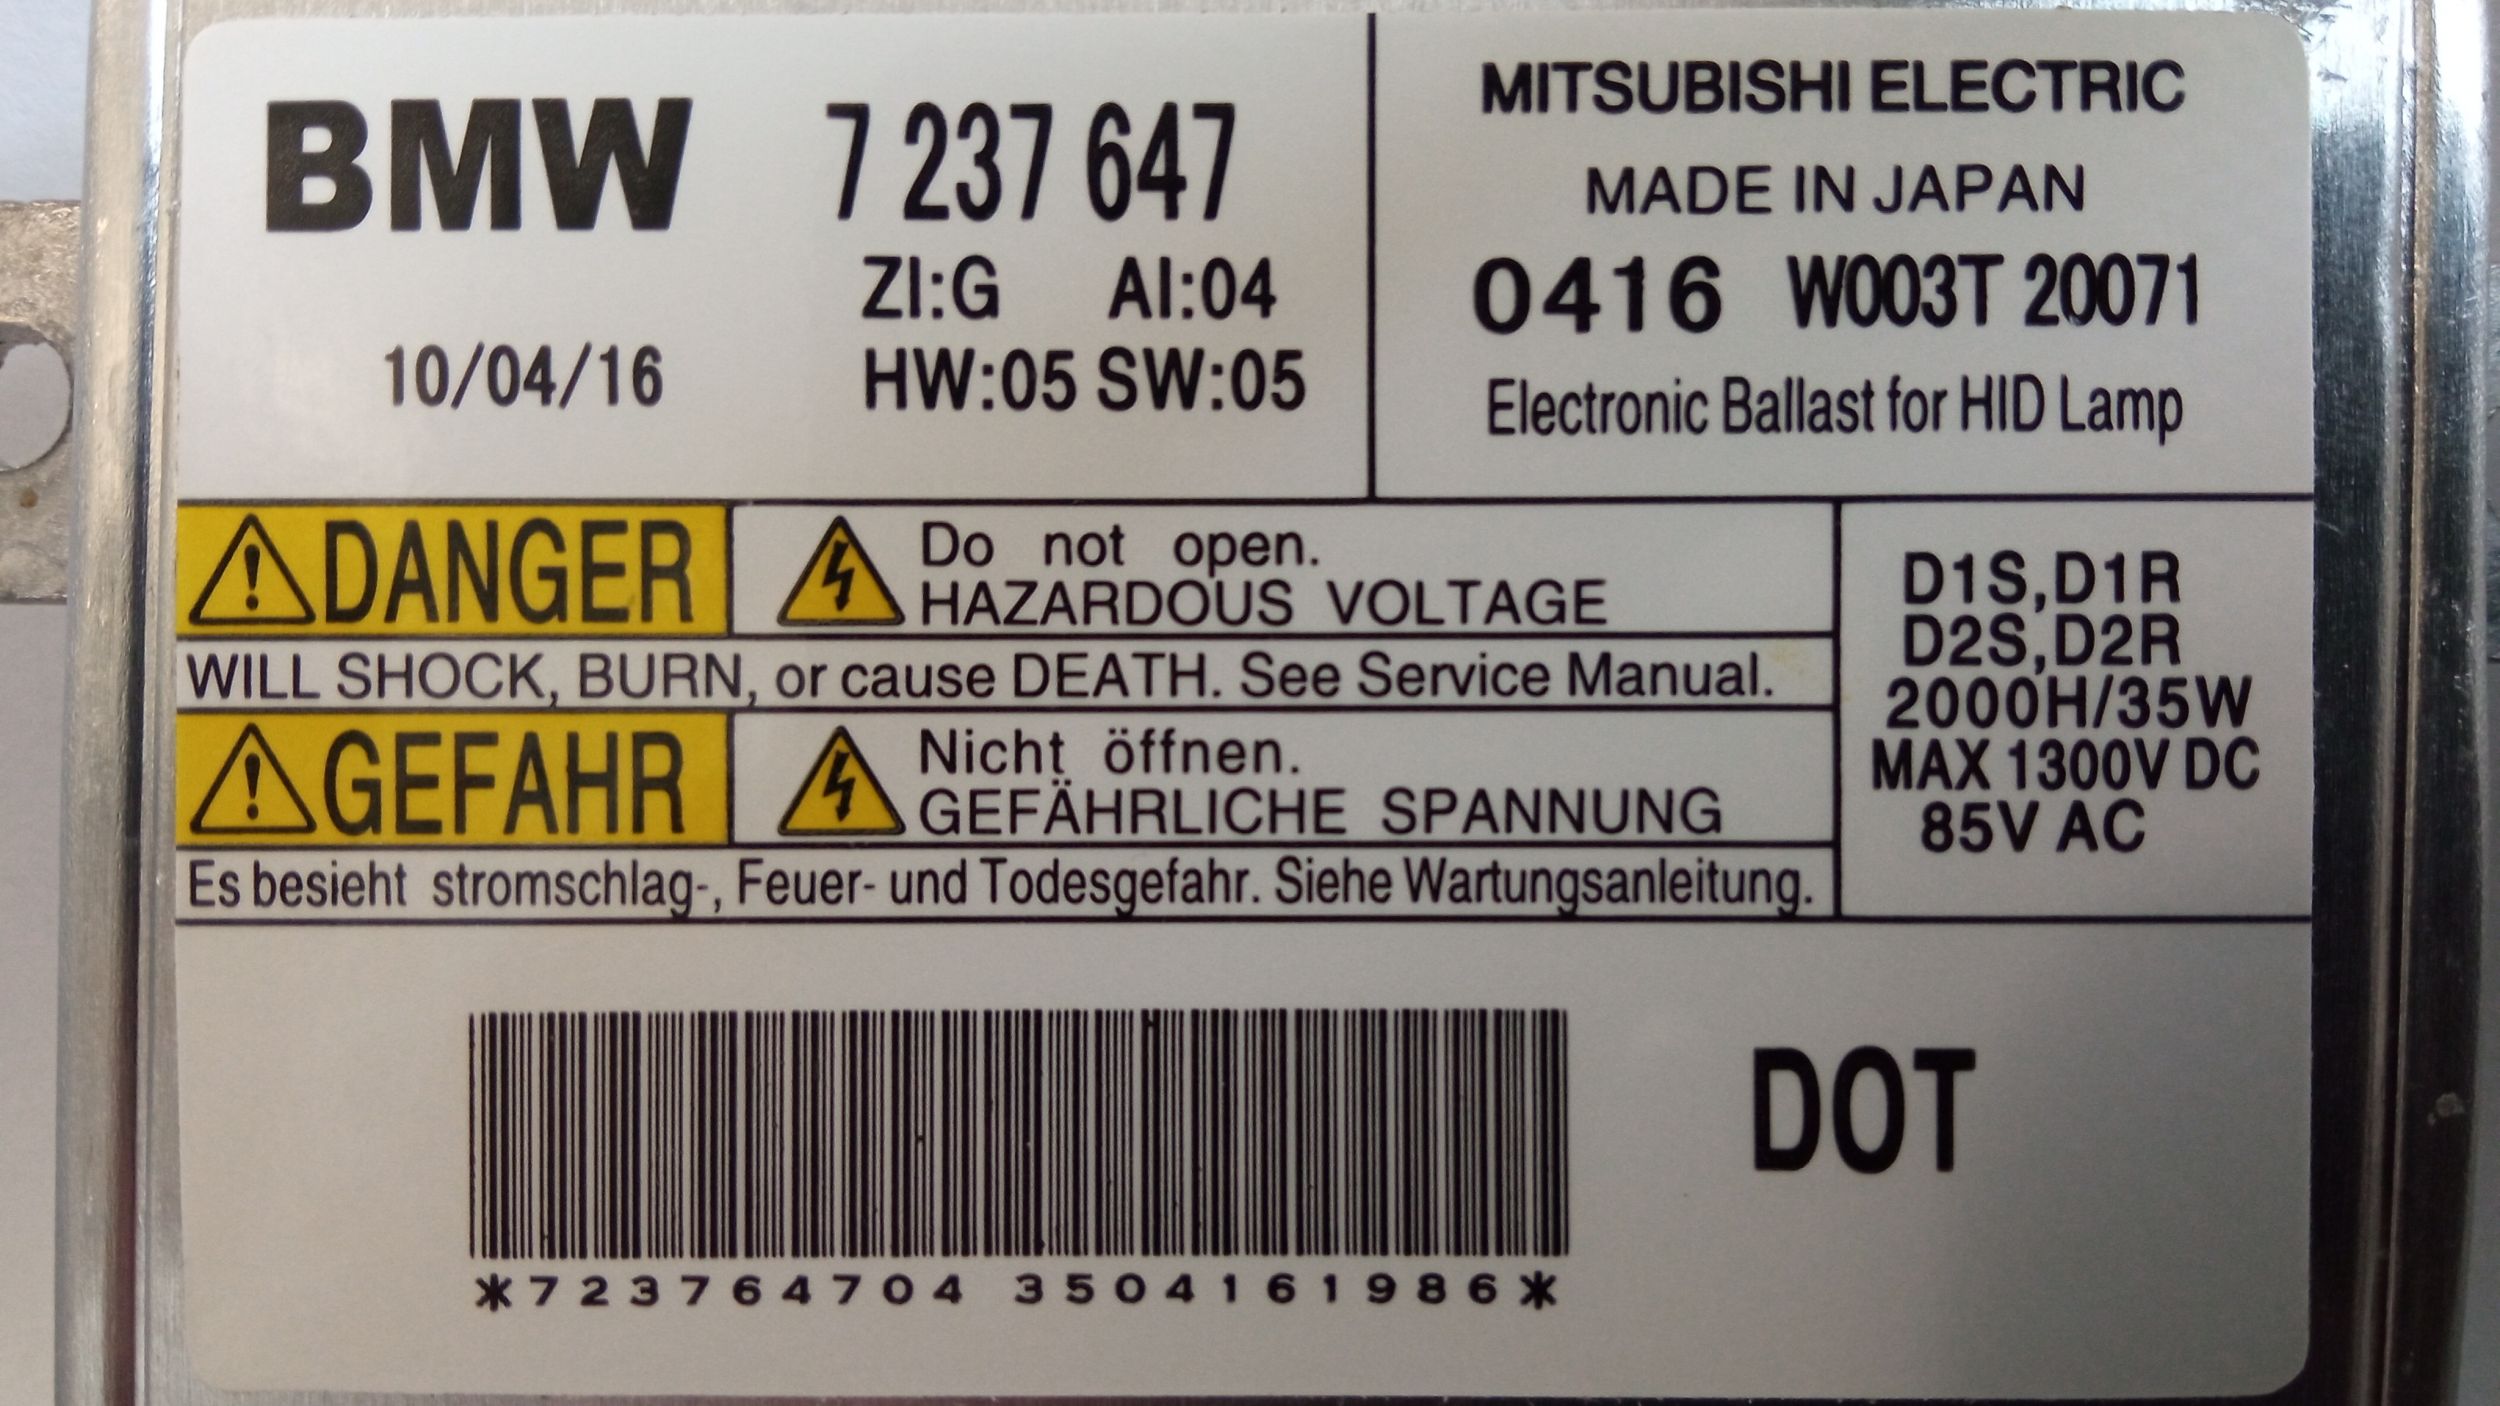 BMW 7 237 647
ZI:G AI:04
10/04/16 HW:05 SW:05
MITSUBISHI ELECTRIC
MADE IN JAPAN
0416 W003T 20071
Electronic Ballast for HID Lamp
DANGER
Do not open.
HAZARDOUS VOLTAGE
WILL SHOCK, BURN, or cause DEATH. See Service Manual.
GEFAHR
Nicht öffnen.
GEFÄHRLICHE SPANNUNG
Es besieht stromschlag-, Feuer- und Todesgefahr. Siehe Wartungsanleitung.
D1S,D1R
D2S,D2R
2000H/35W
MAX 1300V DC
85V AC
*723764704 3504161986*
DOT